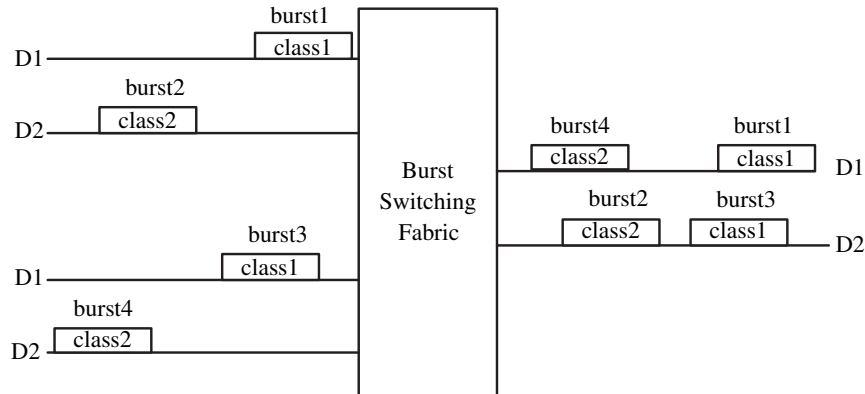 burst1
D1
class1
burst2
D2
class2
burst3
D1
class1
burst4
D2
class2
Burst
Switching
Fabric
burst4
burst1
class2
class1
D1
burst2
burst3
class2
class1
D2